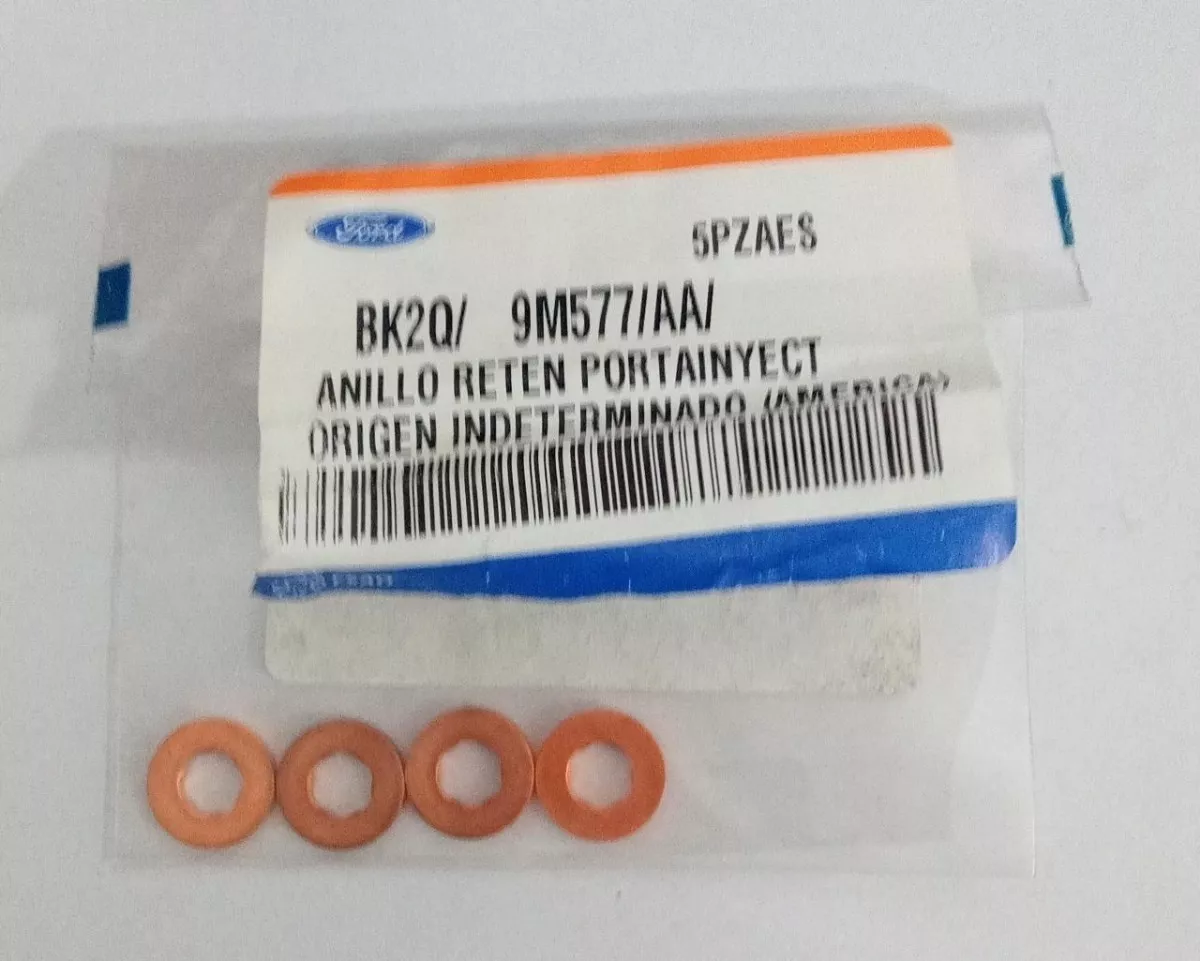 Ford
5PZAES
BK2Q/ 9M577/AA/
ANILLO RETEN PORTAINYECT
ORIGEN INDETERMINADO (AMERICA)